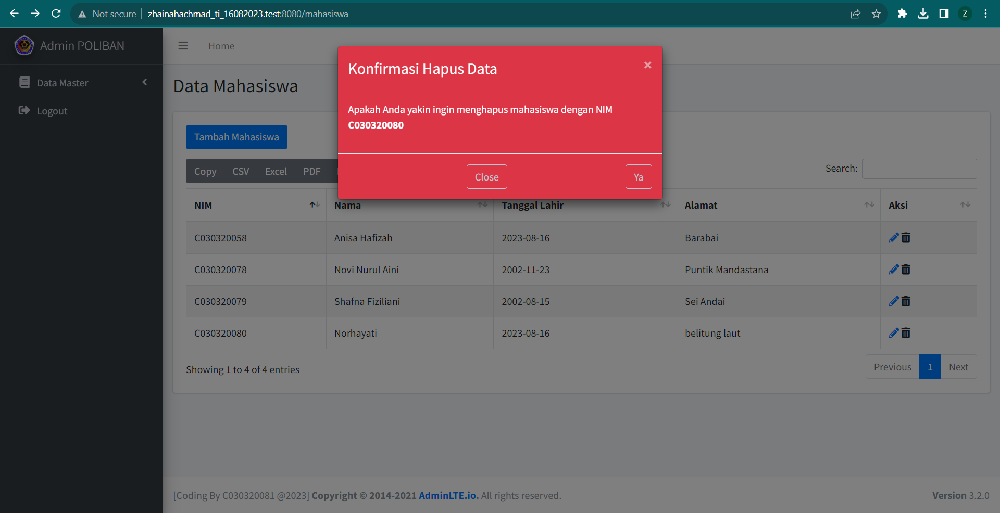 Not secure | zhainahachmad_ti_16082023.test:8080/mahasiswa
Z
Admin POLIBAN
Home
Data Master
Logout
Data Mahasiswa
Konfirmasi Hapus Data ×
Apakah Anda yakin ingin menghapus mahasiswa dengan NIM
C030320080
Close Ya
Tambah Mahasiswa
Copy CSV Excel PDF
Search:
NIM Nama Tanggal Lahir Alamat Aksi
C030320058 Anisa Hafizah 2023-08-16 Barabai
C030320078 Novi Nurul Aini 2002-11-23 Puntik Mandastana
C030320079 Shafna Fiziliani 2002-08-15 Sei Andai
C030320080 Norhayati 2023-08-16 belitung laut
Showing 1 to 4 of 4 entries
Previous 1 Next
[Coding By C030320081 @2023] Copyright © 2014-2021 AdminLTE.io. All rights reserved.
Version 3.2.0